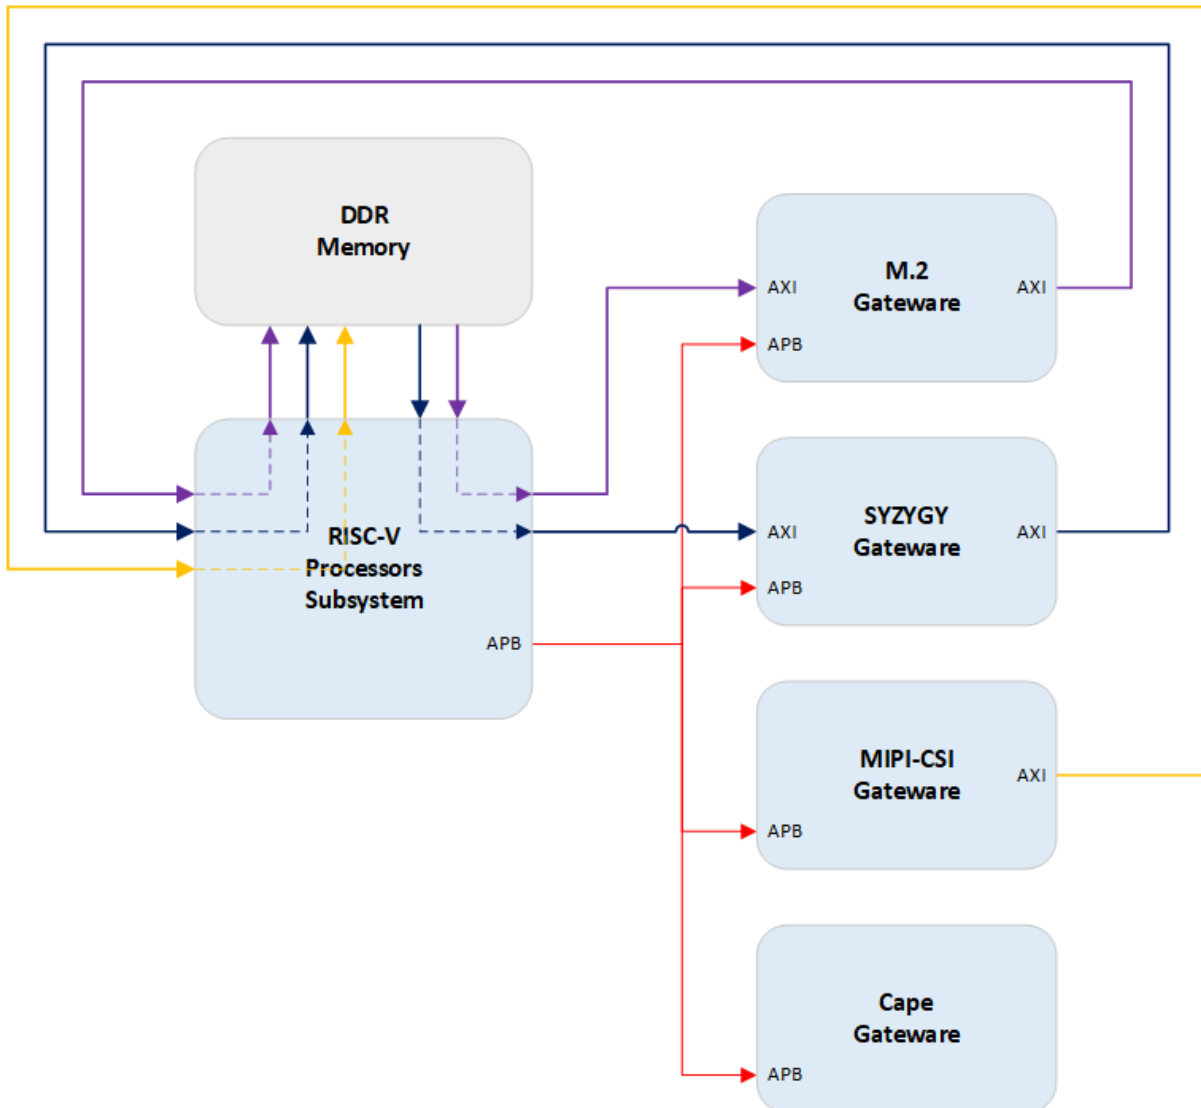 DDR
Memory
M.2
Gateware
AXI
AXI
APB
RISC-V
Processors
Subsystem
APB
SYZYGY
Gateware
AXI
AXI
APB
MIPI-CSI
Gateware
AXI
APB
Cape
Gateware
APB